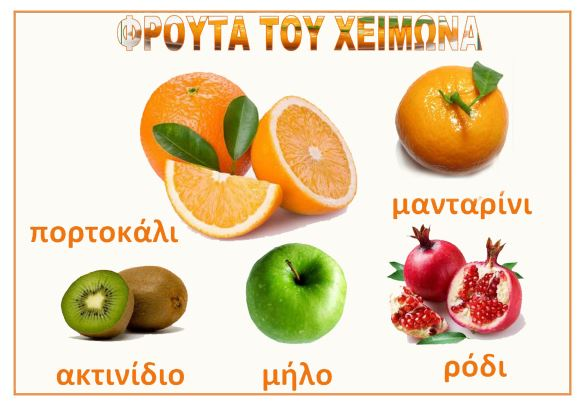 ΦΡΟΥΤΑ ΤΟΥ ΧΕΙΜΩΝΑ
μανταρίνι
πορτοκάλι
ακτινίδιο
μήλο
ρόδι